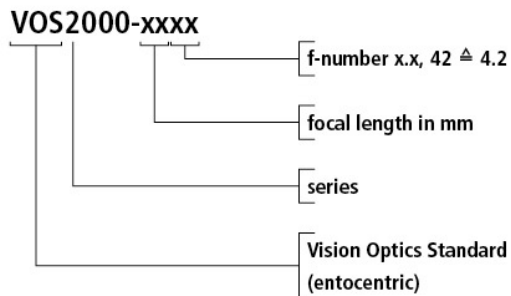 VOS2000-xxxx
f-number x.x, 42 ≙ 4.2
focal length in mm
series
Vision Optics Standard
(entocentric)